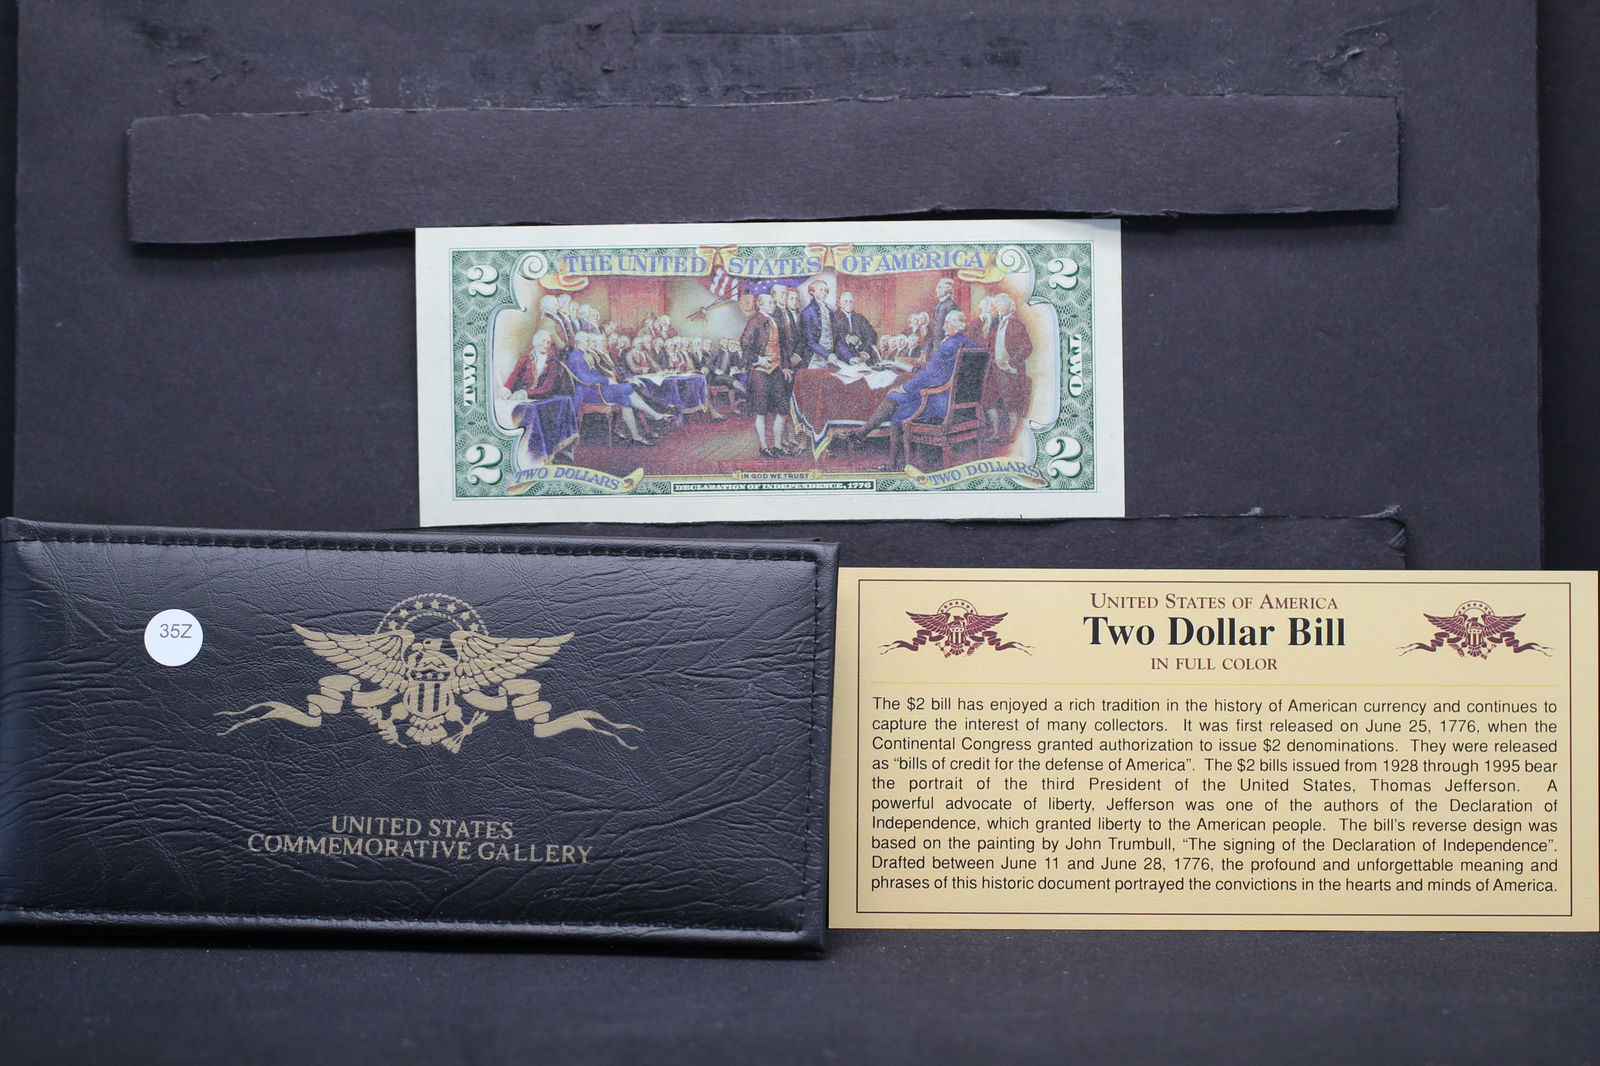 2 THE UNITED STATES OF AMERICA 2
TWO TWO
2 TWO DOLLARS IN GOD WE TRUST TWO DOLLARS 2
DECLARATION OF INDEPENDENCE, 1776
35Z
UNITED STATES
COMMEMORATIVE GALLERY
UNITED STATES OF AMERICA
Two Dollar Bill
IN FULL COLOR
The $2 bill has enjoyed a rich tradition in the history of American currency and continues to
capture the interest of many collectors. It was first released on June 25, 1776, when the
Continental Congress granted authorization to issue $2 denominations. They were released
as “bills of credit for the defense of America”. The $2 bills issued from 1928 through 1995 bear
the portrait of the third President of the United States, Thomas Jefferson. A
powerful advocate of liberty, Jefferson was one of the authors of the Declaration of
Independence, which granted liberty to the American people. The bill's reverse design was
based on the painting by John Trumbull, “The signing of the Declaration of Independence”.
Drafted between June 11 and June 28, 1776, the profound and unforgettable meaning and
phrases of this historic document portrayed the convictions in the hearts and minds of America.